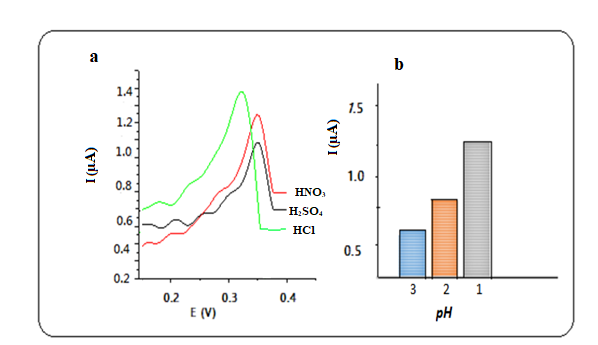 a
I (µA)
1.4
1.2
1.0
0.8
0.6
0.4
0.2
0.2
0.3
0.4
E (V)
HNO₃
H₂SO₄
HCl
b
I (µA)
7.5
1.0
0.5
3
2
1
pH